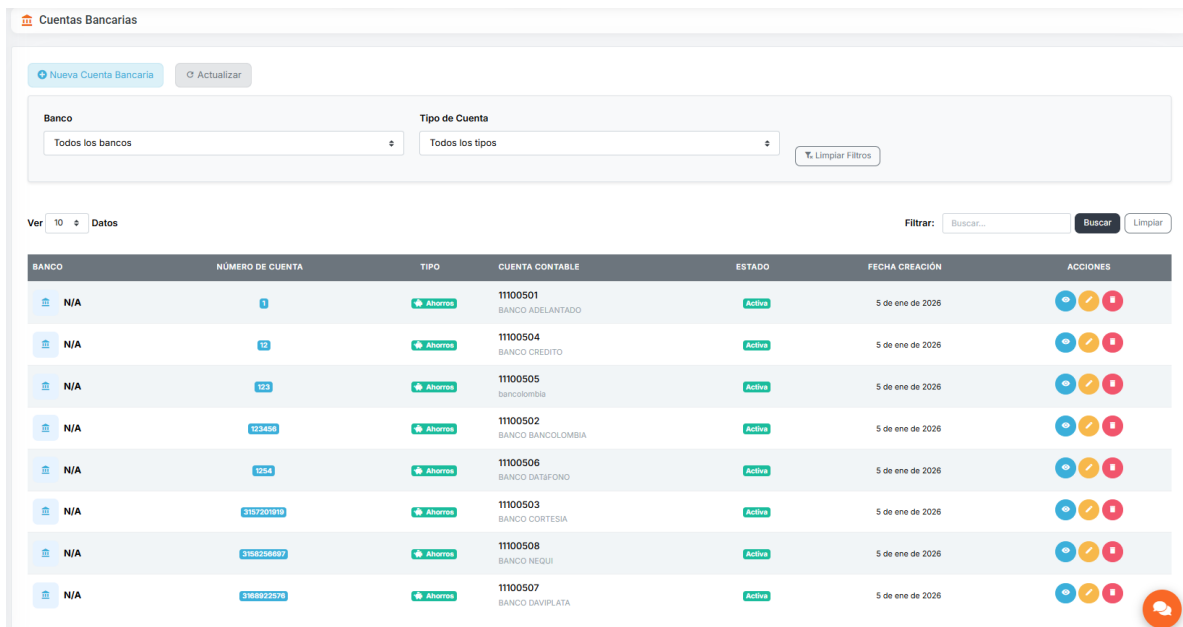 Cuentas Bancarias
Nueva Cuenta Bancaria Actualizar
Banco Tipo de Cuenta
Todos los bancos Todos los tipos Limpiar Filtros
Ver 10 Datos Filtrar: Buscar... Buscar Limpiar
BANCO NÚMERO DE CUENTA TIPO CUENTA CONTABLE ESTADO FECHA CREACIÓN ACCIONES
N/A 1 Ahorros 11100501 Activa 5 de ene de 2026
BANCO ADELANTADO
N/A 12 Ahorros 11100504 Activa 5 de ene de 2026
BANCO CREDITO
N/A 123 Ahorros 11100505 Activa 5 de ene de 2026
bancolombia
N/A 123456 Ahorros 11100502 Activa 5 de ene de 2026
BANCO BANCOLOMBIA
N/A 1254 Ahorros 11100506 Activa 5 de ene de 2026
BANCO DATáFONO
N/A 3157201919 Ahorros 11100503 Activa 5 de ene de 2026
BANCO CORTESIA
N/A 3158256697 Ahorros 11100508 Activa 5 de ene de 2026
BANCO NEQUI
N/A 3168922576 Ahorros 11100507 Activa 5 de ene de 2026
BANCO DAVIPLATA